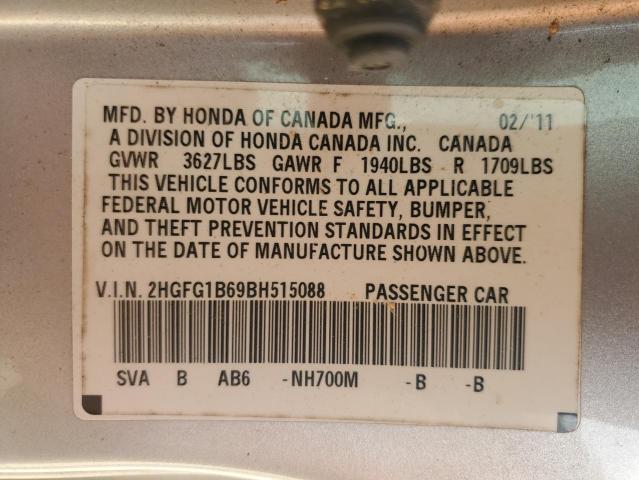 MFD. BY HONDA OF CANADA MFG., 02/'11
A DIVISION OF HONDA CANADA INC. CANADA
GVWR 3627LBS GAWR F 1940LBS R 1709LBS
THIS VEHICLE CONFORMS TO ALL APPLICABLE
FEDERAL MOTOR VEHICLE SAFETY, BUMPER,
AND THEFT PREVENTION STANDARDS IN EFFECT
ON THE DATE OF MANUFACTURE SHOWN ABOVE.
V.I.N. 2HGFG1B69BH515088 PASSENGER CAR
SVA B AB6 -NH700M -B -B